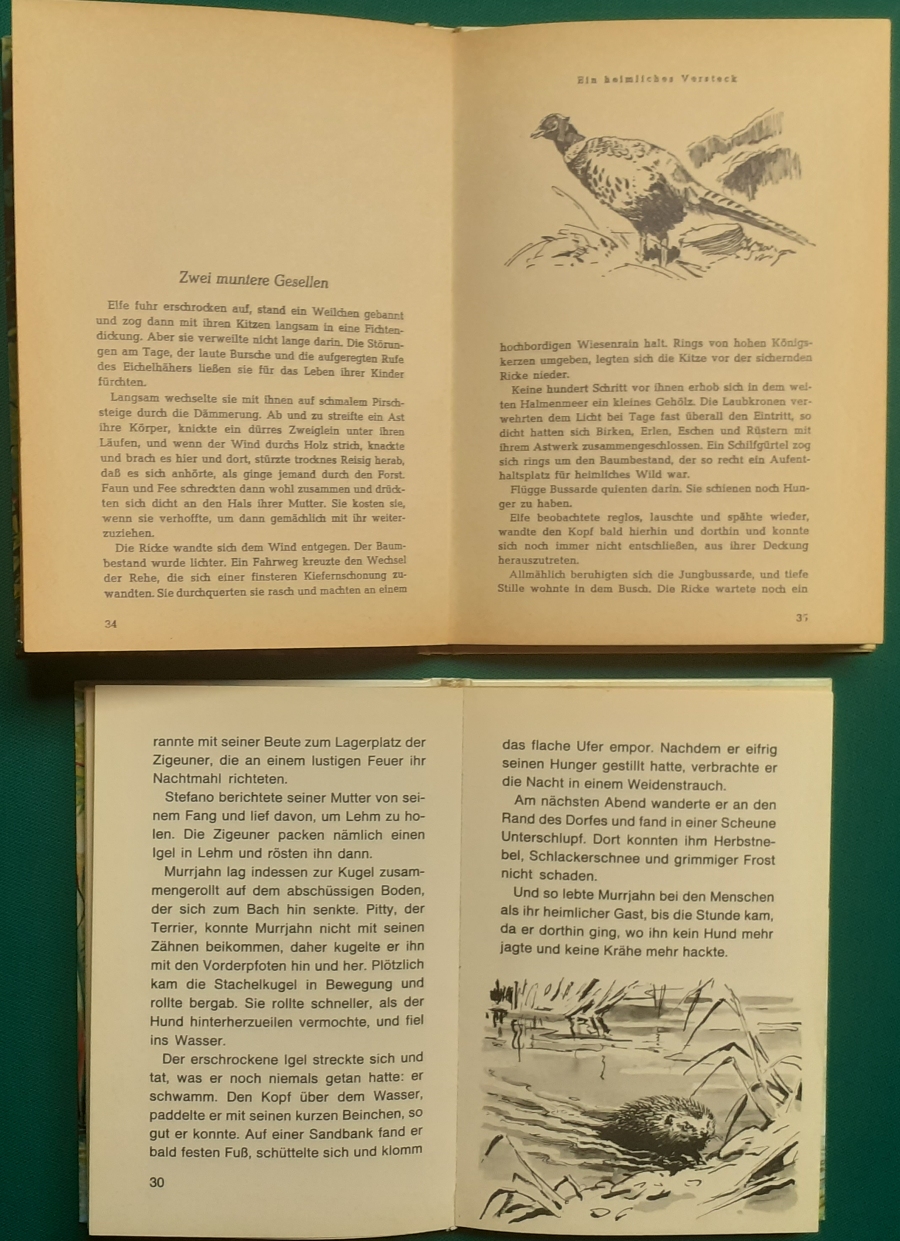 Zwei muntere Gesellen
Elfe fuhr erschrocken auf, stand ein Weilchen gebannt
und zog dann mit ihren Kitzen langsam in eine Fichten-
dickung. Aber sie verweilte nicht lange darin. Die Störun-
gen am Tage, der laute Bursche und die aufgeregten Rufe
des Eichelhähers ließen sie für das Leben ihrer Kinder
fürchten.
Langsam wechselte sie mit ihnen auf schmalem Pirsch-
steige durch die Dämmerung. Ab und zu streifte ein Ast
ihre Körper, knickte ein dürres Zweiglein unter ihren
Läufen, und wenn der Wind durchs Holz strich, knackte
und brach es hier und dort, stürzte trocknes Reisig herab,
daß es sich anhörte, als ginge jemand durch den Forst.
Faun und Fee schreckten dann wohl zusammen und drück-
ten sich dicht an den Hals ihrer Mutter. Sie kosten sie,
wenn sie verhoffte, um dann gemächlich mit ihr weiter-
zuziehen.
Die Ricke wandte sich dem Wind entgegen. Der Baum-
bestand wurde lichter. Ein Fahrweg kreuzte den Wechsel
der Rehe, die sich einer finsteren Kiefernschonung zu-
wandten. Sie durchquerten sie rasch und machten an einem
34
Ein heimliches Versteck
hochbordigen Wiesenrain halt. Rings von hohen Königs-
kerzen umgeben, legten sich die Kitze vor der sichernden
Ricke nieder.
Keine hundert Schritt vor ihnen erhob sich in dem wei-
ten Halmenmeer ein kleines Gehölz. Die Laubkronen ver-
wehrten dem Licht bei Tage fast überall den Eintritt, so
dicht hatten sich Birken, Erlen, Eschen und Rüstern mit
ihrem Astwerk zusammengeschlossen. Ein Schilfgürtel zog
sich rings um den Baumbestand, der so recht ein Aufent-
haltsplatz für heimliches Wild war.
Flügge Bussarde quienten darin. Sie schienen noch Hun-
ger zu haben.
Elfe beobachtete reglos, lauschte und spähte wieder,
wandte den Kopf bald hierhin und dorthin und konnte
sich noch immer nicht entschließen, aus ihrer Deckung
herauszutreten.
Allmählich beruhigten sich die Jungbussarde, und tiefe
Stille wohnte in dem Busch. Die Ricke wartete noch ein
35
rannte mit seiner Beute zum Lagerplatz der
Zigeuner, die an einem lustigen Feuer ihr
Nachtmahl richteten.
Stefano berichtete seiner Mutter von sei-
nem Fang und lief davon, um Lehm zu ho-
len. Die Zigeuner packen nämlich einen
Igel in Lehm und rösten ihn dann.
Murrjahn lag indessen zur Kugel zusam-
mengerollt auf dem abschüssigen Boden,
der sich zum Bach hin senkte. Pitty, der
Terrier, konnte Murrjahn nicht mit seinen
Zähnen beikommen, daher kugelte er ihn
mit den Vorderpfoten hin und her. Plötzlich
kam die Stachelkugel in Bewegung und
rollte bergab. Sie rollte schneller, als der
Hund hinterherzueilen vermochte, und fiel
ins Wasser.
Der erschrockene Igel streckte sich und
tat, was er noch niemals getan hatte: er
schwamm. Den Kopf über dem Wasser,
paddelte er mit seinen kurzen Beinchen, so
gut er konnte. Auf einer Sandbank fand er
bald festen Fuß, schüttelte sich und klomm
30
das flache Ufer empor. Nachdem er eifrig
seinen Hunger gestillt hatte, verbrachte er
die Nacht in einem Weidenstrauch.
Am nächsten Abend wanderte er an den
Rand des Dorfes und fand in einer Scheune
Unterschlupf. Dort konnten ihm Herbstne-
bel, Schlackerschnee und grimmiger Frost
nicht schaden.
Und so lebte Murrjahn bei den Menschen
als ihr heimlicher Gast, bis die Stunde kam,
da er dorthin ging, wo ihn kein Hund mehr
jagte und keine Krähe mehr hackte.